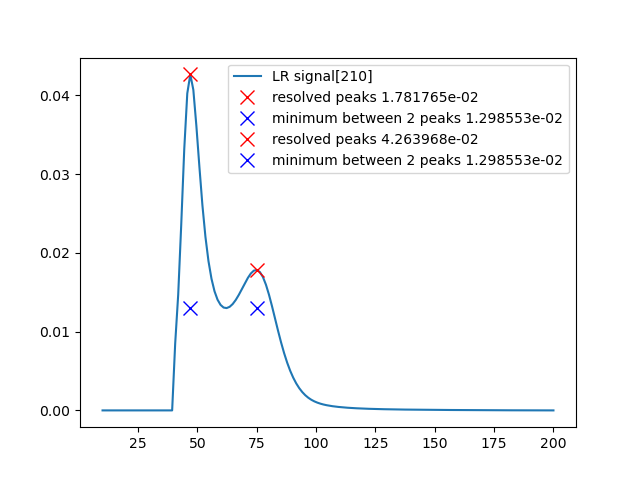 LR signal[210]
resolved peaks 1.781765e-02
minimum between 2 peaks 1.298553e-02
resolved peaks 4.263968e-02
minimum between 2 peaks 1.298553e-02
0.04
0.03
0.02
0.01
0.00
25 50 75 100 125 150 175 200